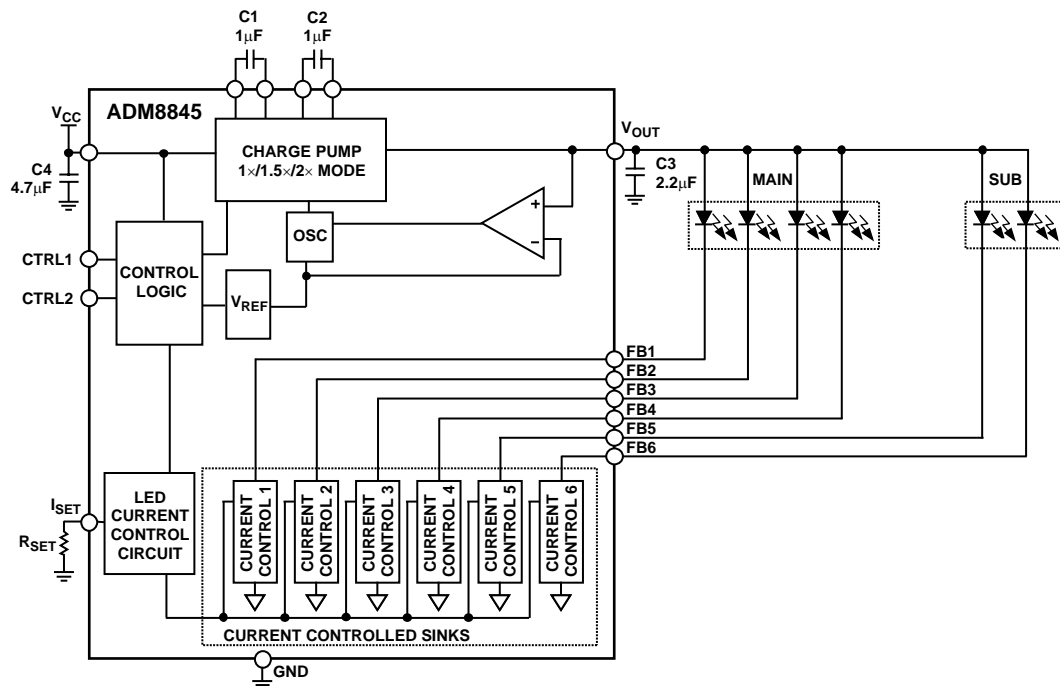 C1
1μF
C2
1μF
ADM8845
VCC
C4
4.7μF
CHARGE PUMP
1×/1.5×/2× MODE
VOUT
C3
2.2μF
MAIN
SUB
OSC
+
–
CTRL1
CTRL2
CONTROL
LOGIC
VREF
FB1
FB2
FB3
FB4
FB5
FB6
ISET
RSET
LED
CURRENT
CONTROL
CIRCUIT
CURRENT
CONTROL 1
CURRENT
CONTROL 2
CURRENT
CONTROL 3
CURRENT
CONTROL 4
CURRENT
CONTROL 5
CURRENT
CONTROL 6
CURRENT CONTROLLED SINKS
GND